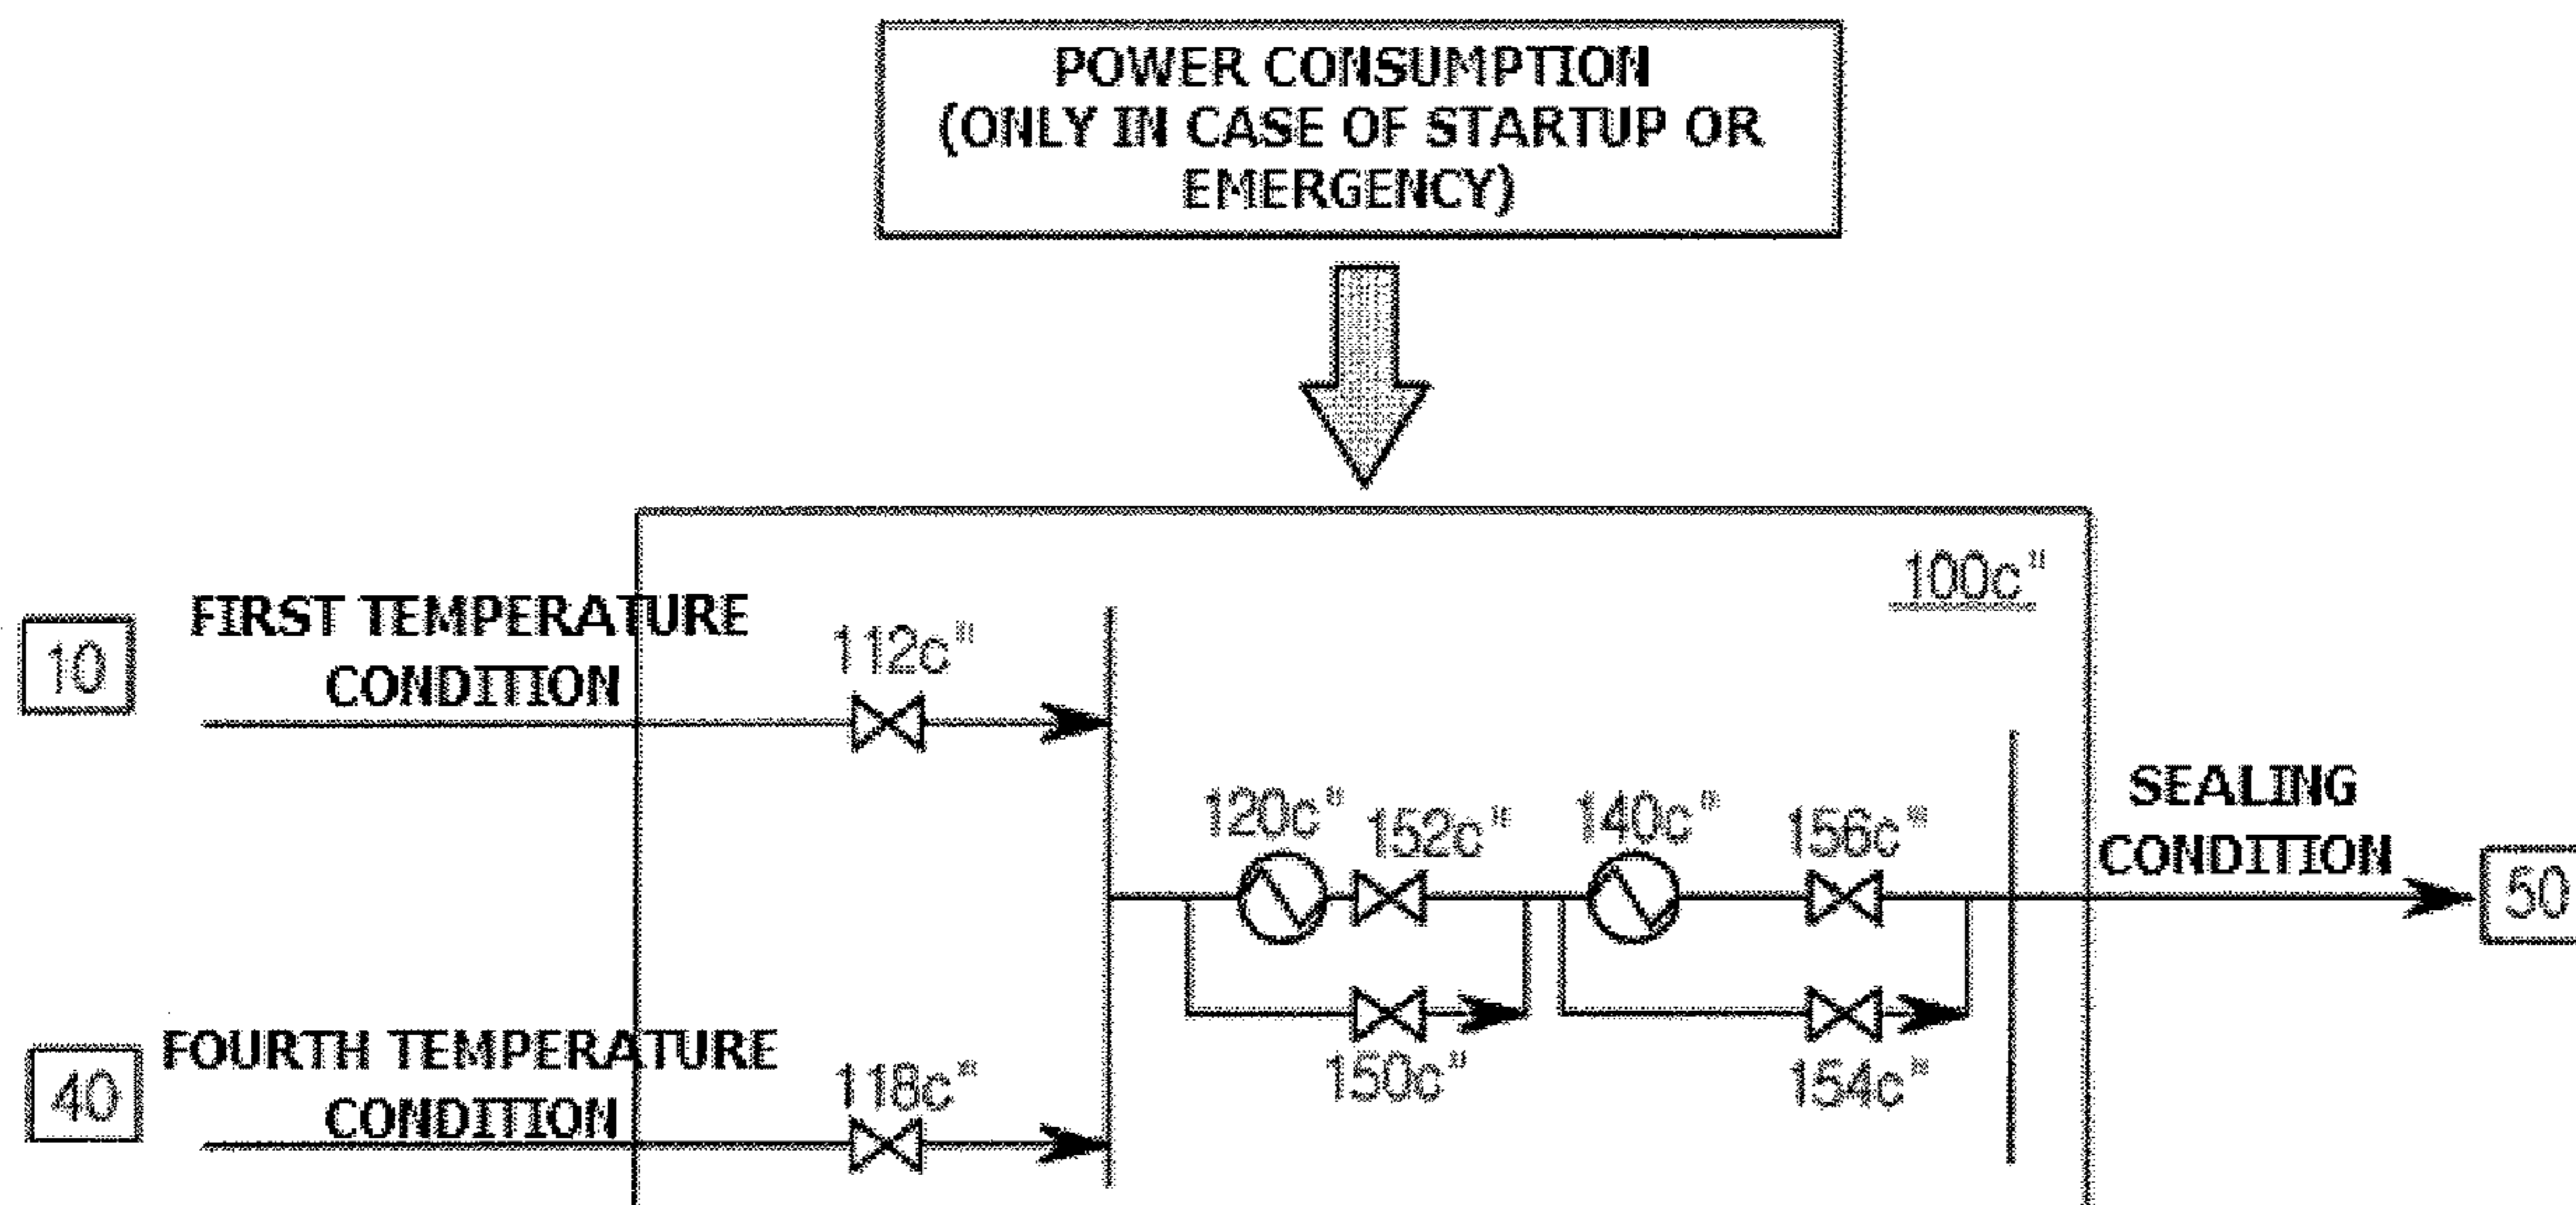 POWER CONSUMPTION
(ONLY IN CASE OF STARTUP OR
EMERGENCY)
100c"
FIRST TEMPERATURE
CONDITION
10
112c"
120c"
152c"
140c"
156c"
SEALING
CONDITION
50
150c"
154c"
FOURTH TEMPERATURE
CONDITION
40
118c"